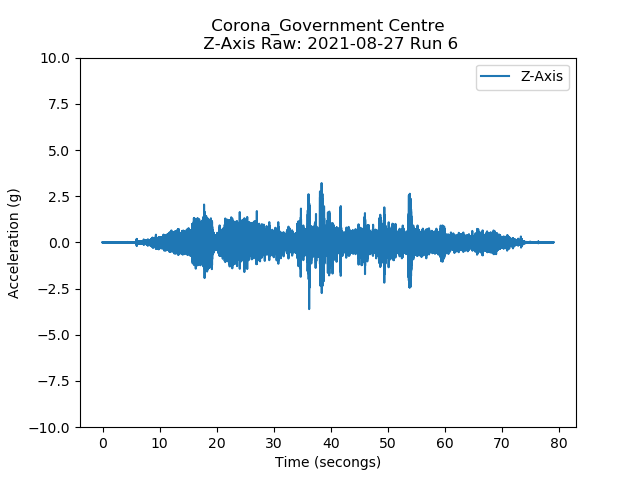 Corona_Government Centre
Z-Axis Raw: 2021-08-27 Run 6
Z-Axis
10.0
7.5
5.0
2.5
0.0
−2.5
−5.0
−7.5
−10.0
Acceleration (g)
0 10 20 30 40 50 60 70 80
Time (secongs)